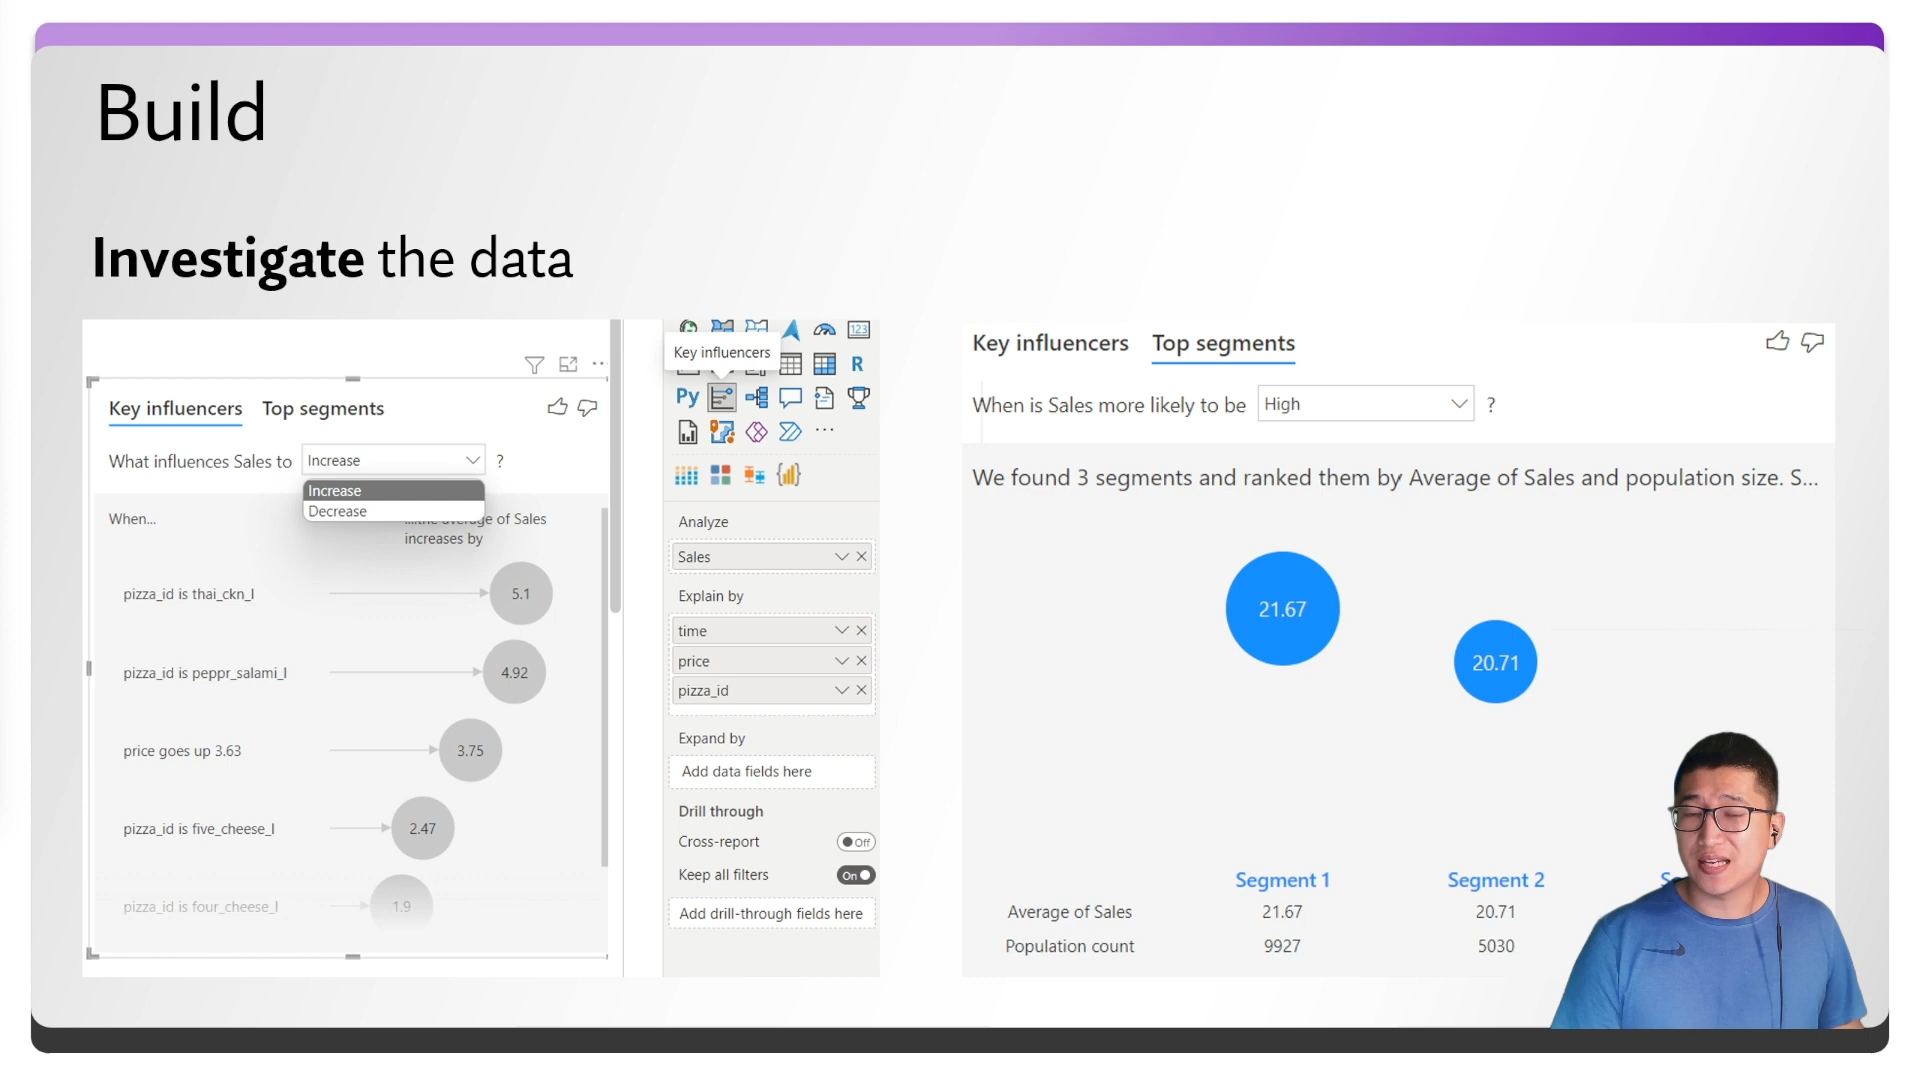 Build
Investigate the data
Key influencers Top segments
What influences Sales to Increase ?
Increase
Decrease
When...
of Sales
increases by
pizza_id is thai_ckn_l 5.1
pizza_id is peppr_salami_l 4.92
price goes up 3.63 3.75
pizza_id is five_cheese_l 2.47
pizza_id is four_cheese_l 1.9
123
Key influencers
R
Py
Analyze
Sales
Explain by
time
price
pizza_id
Expand by
Add data fields here
Drill through
Cross-report Off
Keep all filters On
Add drill-through fields here
Key influencers Top segments
When is Sales more likely to be High ?
We found 3 segments and ranked them by Average of Sales and population size. S...
21.67
20.71
Segment 1 Segment 2
Average of Sales 21.67 20.71
Population count 9927 5030